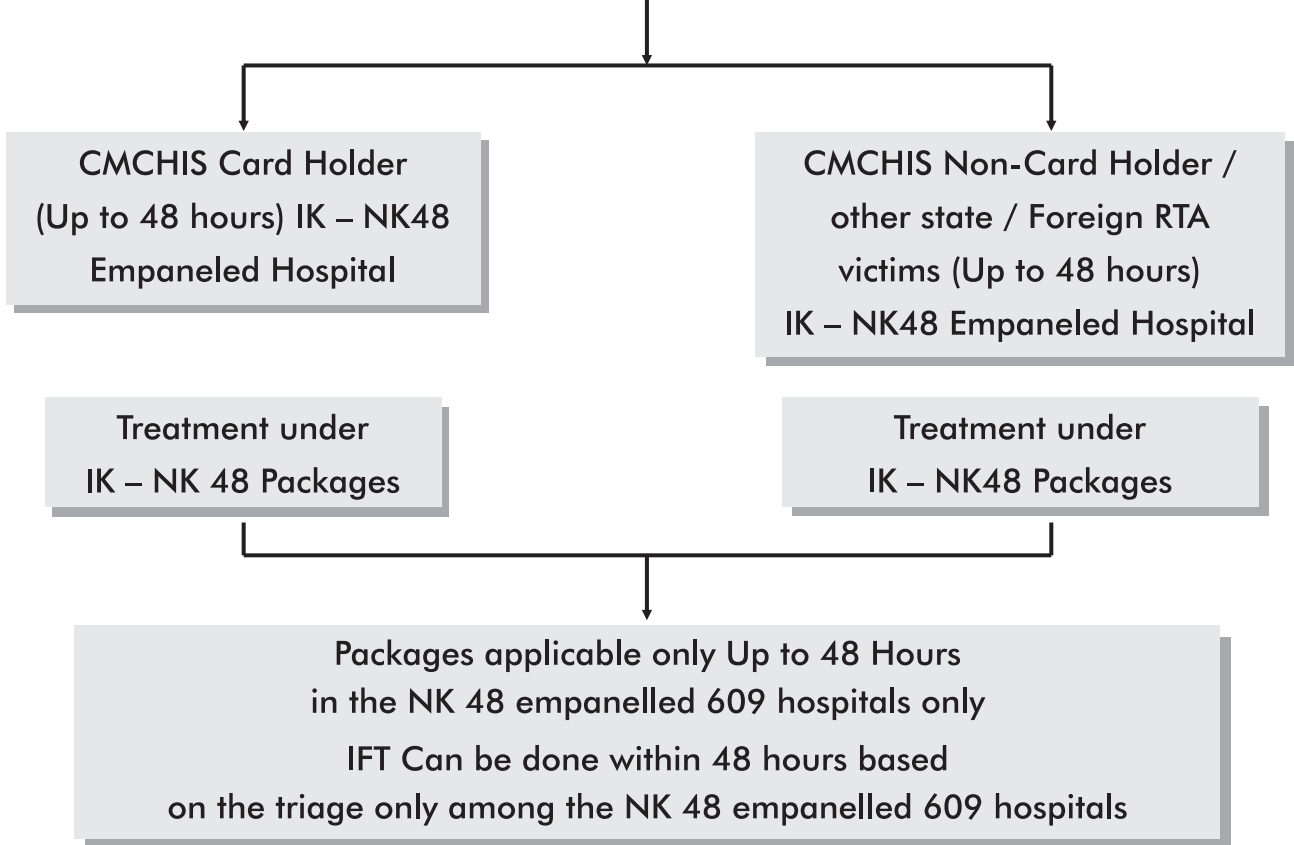 CMCHIS Card Holder
(Up to 48 hours) IK – NK48
Empaneled Hospital
CMCHIS Non-Card Holder /
other state / Foreign RTA
victims (Up to 48 hours)
IK – NK48 Empaneled Hospital
Treatment under
IK – NK 48 Packages
Treatment under
IK – NK48 Packages
Packages applicable only Up to 48 Hours
in the NK 48 empanelled 609 hospitals only
IFT Can be done within 48 hours based
on the triage only among the NK 48 empanelled 609 hospitals